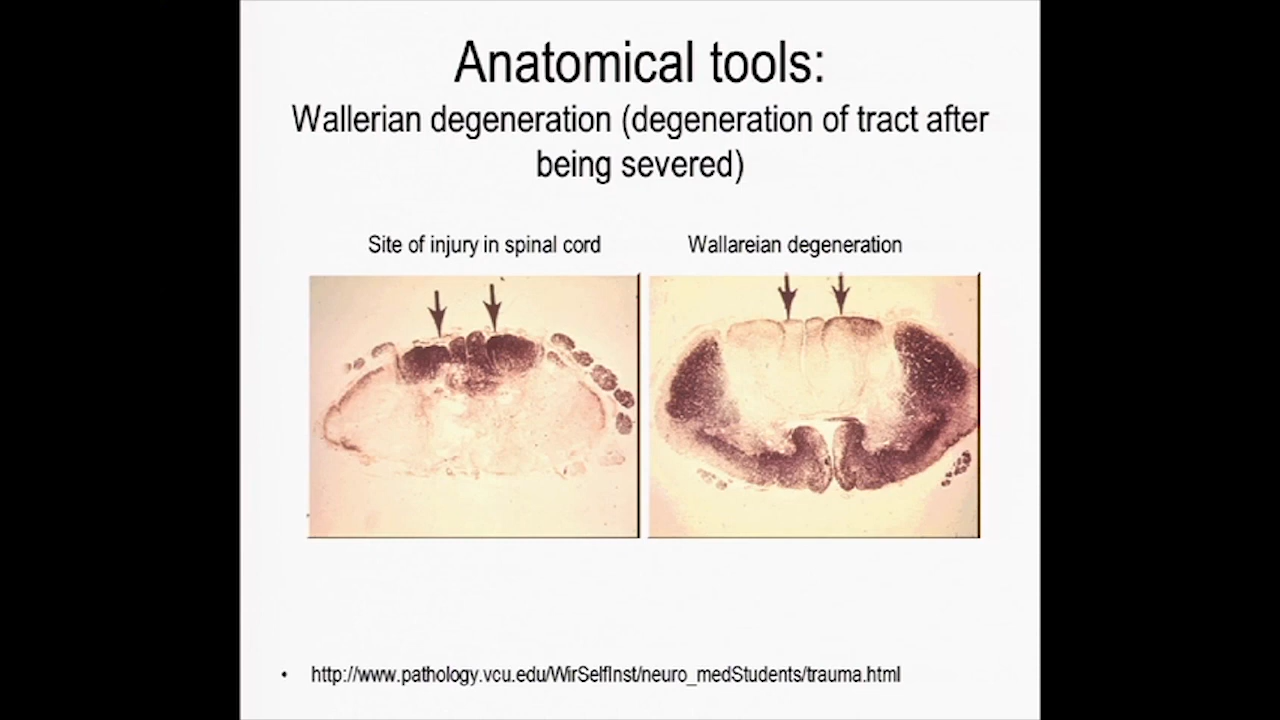 Anatomical tools:
Wallerian degeneration (degeneration of tract after
being severed)
Site of injury in spinal cord
Wallareian degeneration
• http://www.pathology.vcu.edu/WirSelfInst/neuro_medStudents/trauma.html